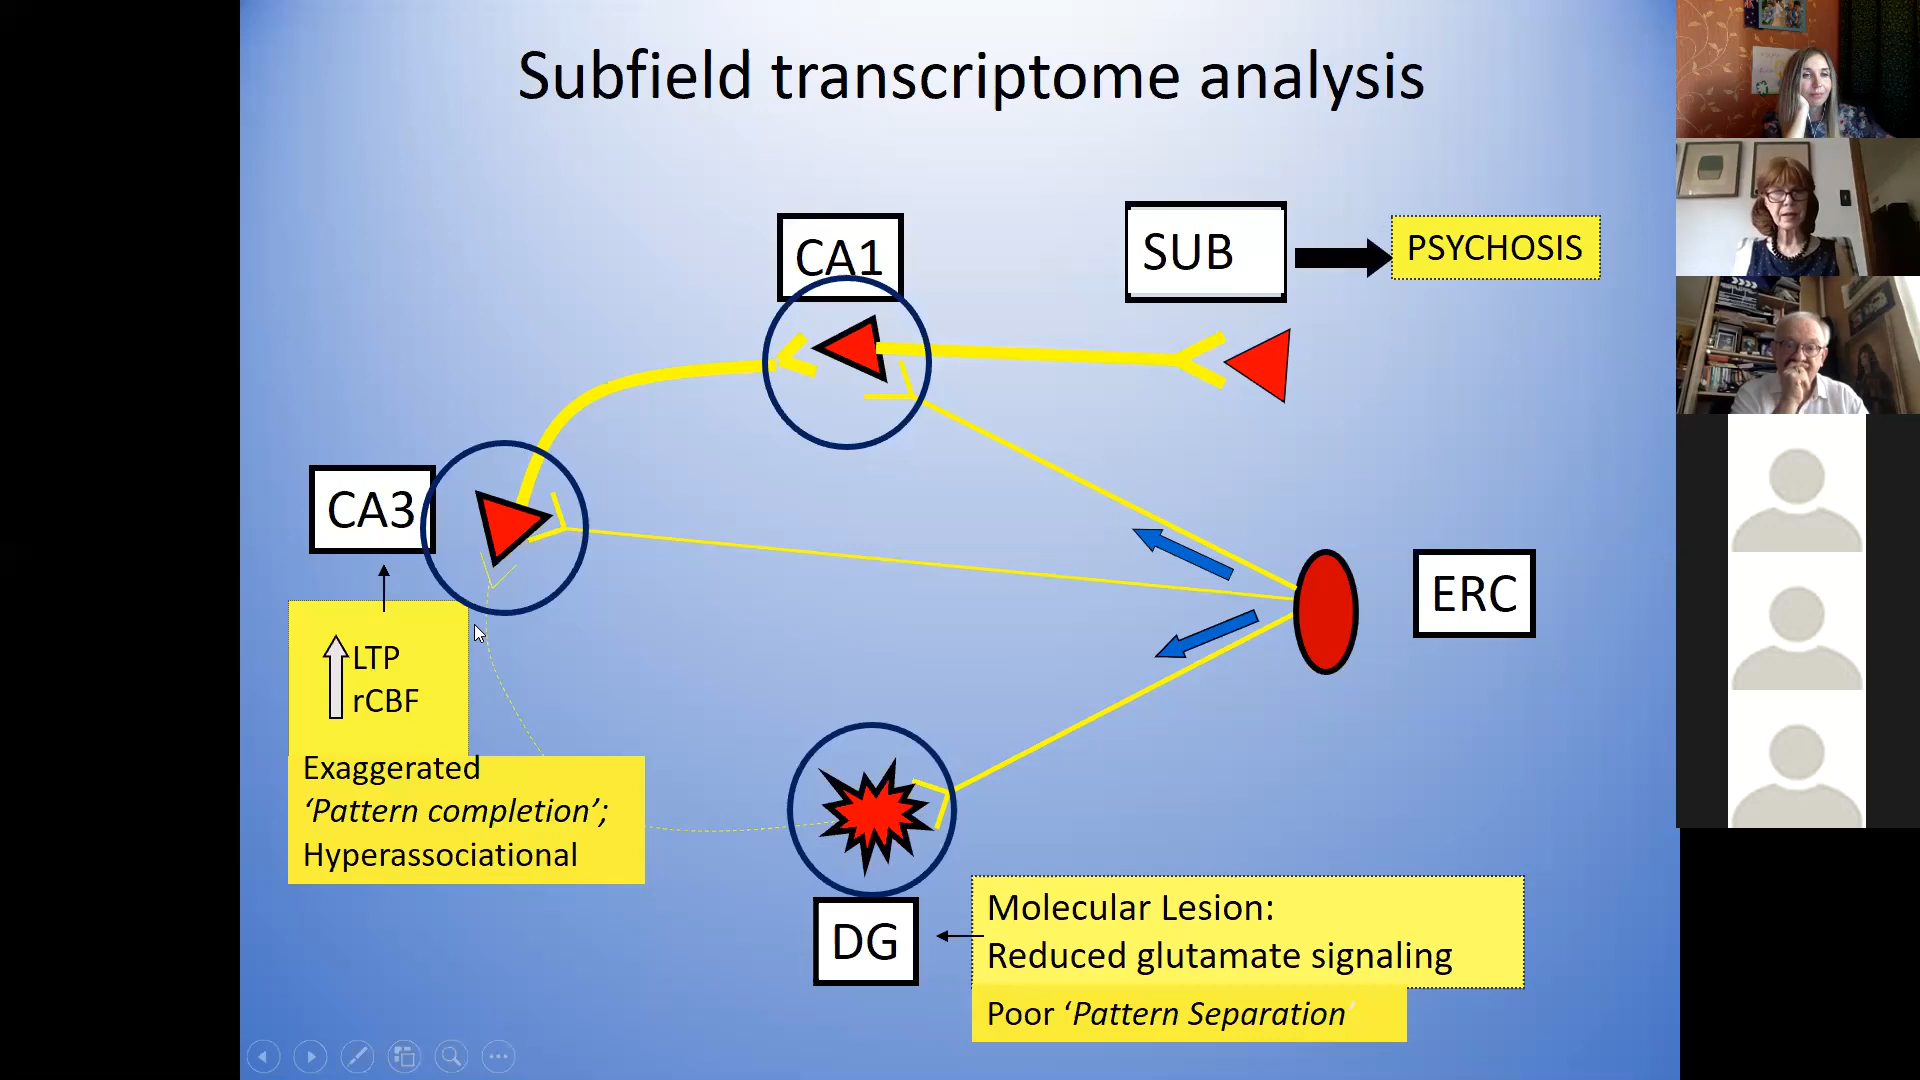 Subfield transcriptome analysis
CA1
SUB
PSYCHOSIS
CA3
ERC
LTP
rCBF
Exaggerated
‘Pattern completion’;
Hyperassociational
DG
Molecular Lesion:
Reduced glutamate signaling
Poor ‘Pattern Separation’